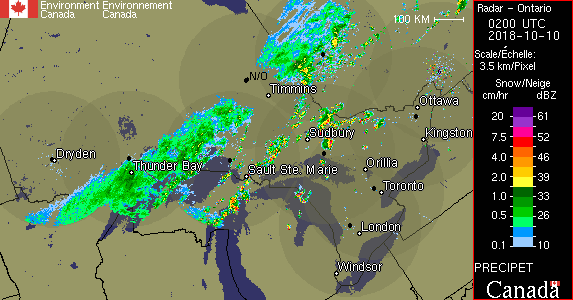 Environment Environnement
Canada Canada
100 KM
N/O
Timmins
Ottawa
Sudbury
Kingston
Dryden
Thunder Bay
Sault Ste. Marie
Orillia
Toronto
London
Windsor
Radar - Ontario
0200 UTC
2018-10-10
Scale/Échelle:
3.5 km/Pixel
Snow/Neige
cm/hr dBZ
20 61
7.5 52
4.0 46
2.0 39
1.0 33
0.5 26
0.1 10
PRECIPET
Canada